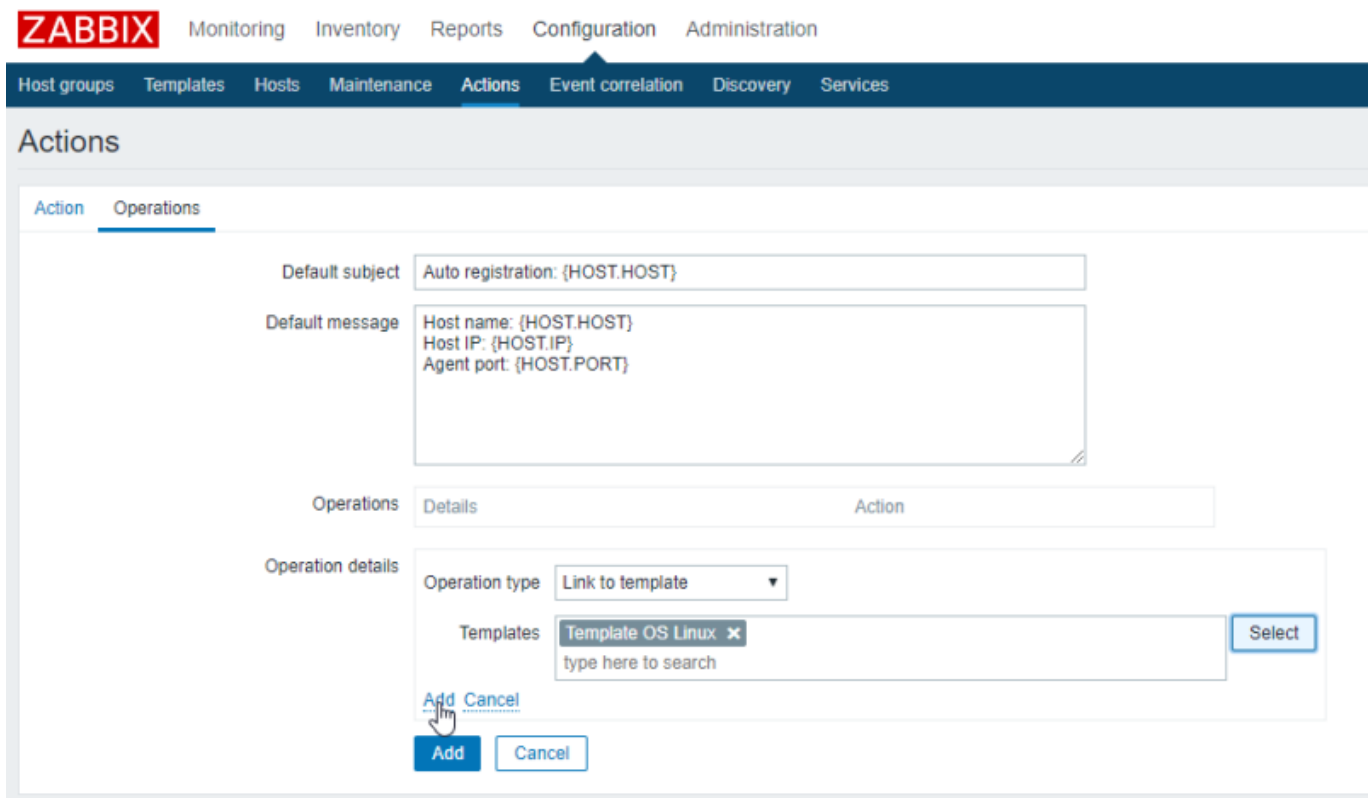 ZABBIX Monitoring Inventory Reports Configuration Administration
Host groups Templates Hosts Maintenance Actions Event correlation Discovery Services
Actions
Action Operations
Default subject Auto registration: {HOST.HOST}
Default message Host name: {HOST.HOST}
Host IP: {HOST.IP}
Agent port: {HOST.PORT}
Operations Details Action
Operation details
Operation type Link to template
Templates Template OS Linux Select
type here to search
Add Cancel
Add Cancel